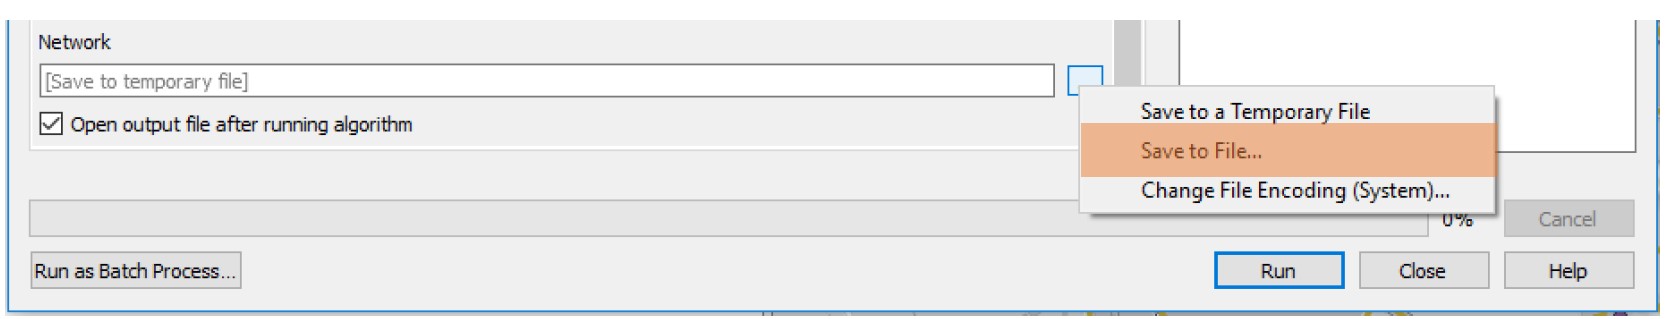 Network
[Save to temporary file]
Open output file after running algorithm
Save to a Temporary File
Save to File...
Change File Encoding (System)...
0%
Cancel
Run as Batch Process...
Run
Close
Help